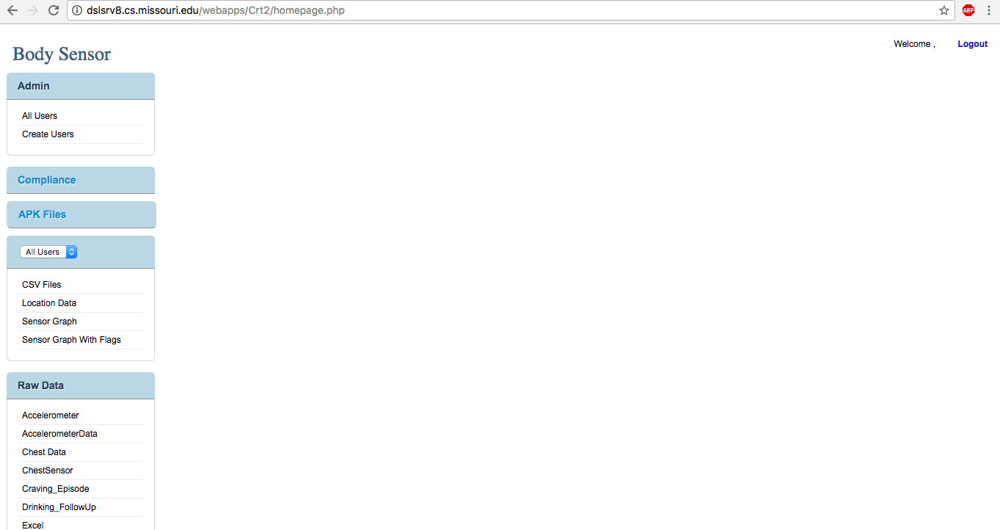 dslsrv8.cs.missouri.edu/webapps/Crt2/homepage.php
ABP
Welcome , Logout
Body Sensor
Admin
All Users
Create Users
Compliance
APK Files
All Users
CSV Files
Location Data
Sensor Graph
Sensor Graph With Flags
Raw Data
Accelerometer
AccelerometerData
Chest Data
ChestSensor
Craving_Episode
Drinking_FollowUp
Excel